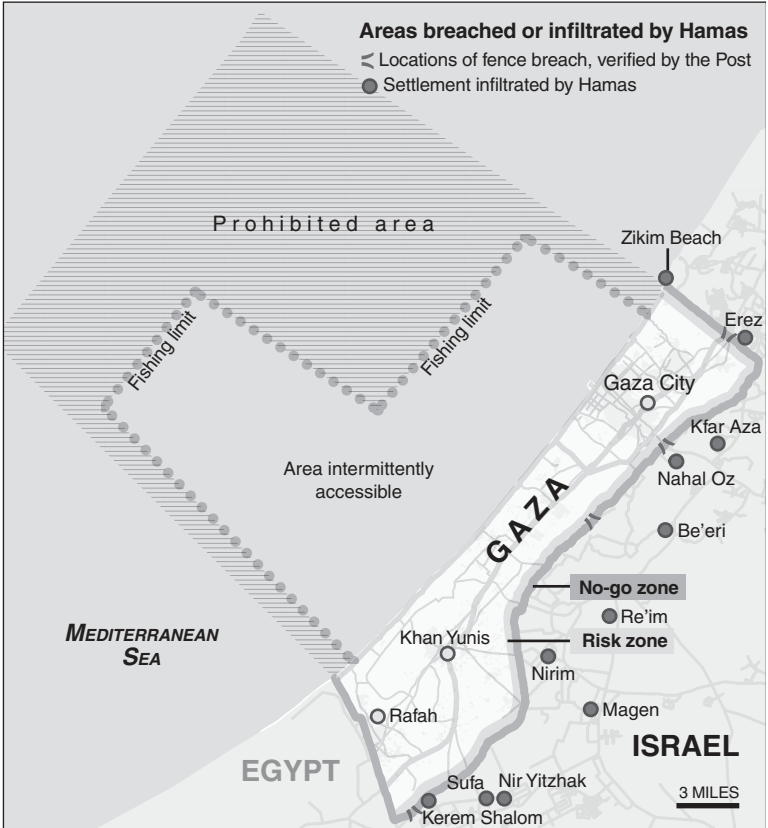 Areas breached or infiltrated by Hamas
Locations of fence breach, verified by the Post
Settlement infiltrated by Hamas
Prohibited area
Zikim Beach
Fishing limit
Fishing limit
Erez
Gaza City
Kfar Aza
Nahal Oz
Area intermittently
accessible
GAZA
Be’eri
No-go zone
Re’im
MEDITERRANEAN
SEA
Khan Yunis
Risk zone
Nirim
Rafah
Magen
ISRAEL
EGYPT
Sufa
Nir Yitzhak
3 MILES
Kerem Shalom